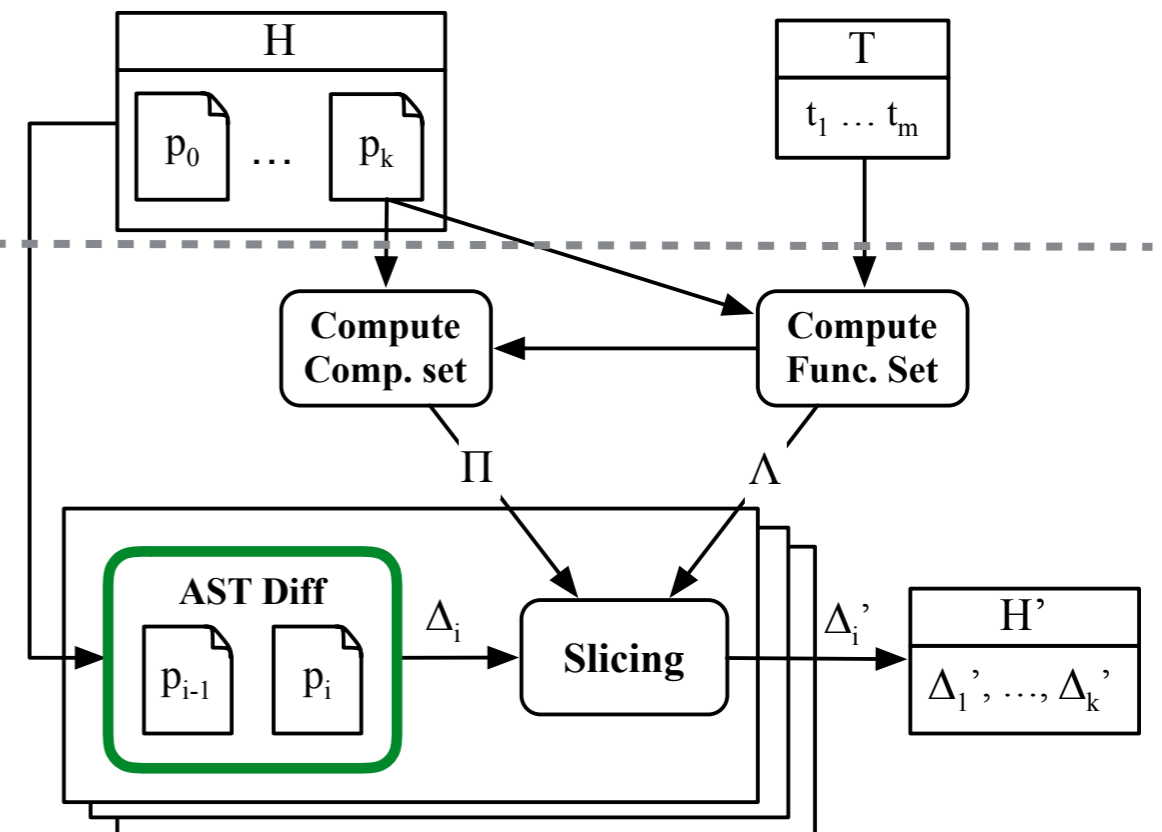 H
T
p₀ … pₖ
t₁ … tₘ
Compute
Comp. set
Compute
Func. Set
Π
Λ
AST Diff
pᵢ₋₁
pᵢ
Δᵢ
Slicing
Δᵢ’
H’
Δ₁’, …, Δₖ’